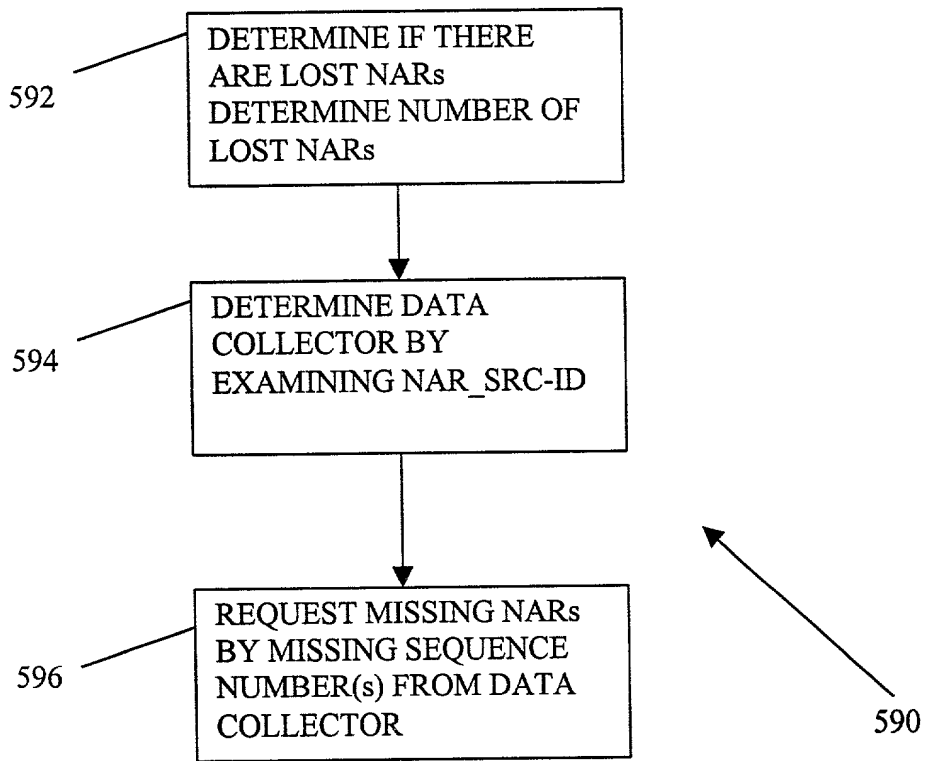 592
DETERMINE IF THERE
ARE LOST NARs
DETERMINE NUMBER OF
LOST NARs
594
DETERMINE DATA
COLLECTOR BY
EXAMINING NAR_SRC-ID
596
REQUEST MISSING NARs
BY MISSING SEQUENCE
NUMBER(s) FROM DATA
COLLECTOR
590